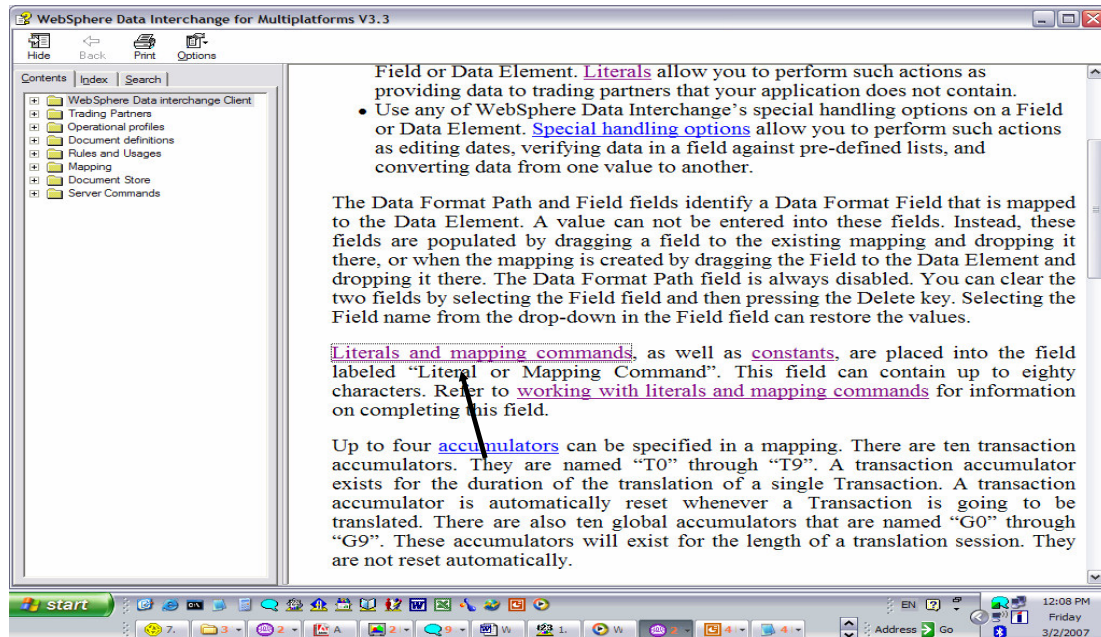 WebSphere Data Interchange for Multiplatforms V3.3
Hide Back Print Options
Contents Index Search
WebSphere Data interchange Client
Trading Partners
Operational profiles
Document definitions
Rules and Usages
Mapping
Document Store
Server Commands
Field or Data Element. Literals allow you to perform such actions as
providing data to trading partners that your application does not contain.
• Use any of WebSphere Data Interchange's special handling options on a Field
or Data Element. Special handling options allow you to perform such actions
as editing dates, verifying data in a field against pre-defined lists, and
converting data from one value to another.
The Data Format Path and Field fields identify a Data Format Field that is mapped
to the Data Element. A value can not be entered into these fields. Instead, these
fields are populated by dragging a field to the existing mapping and dropping it
there, or when the mapping is created by dragging the Field to the Data Element and
dropping it there. The Data Format Path field is always disabled. You can clear the
two fields by selecting the Field field and then pressing the Delete key. Selecting the
Field name from the drop-down in the Field field can restore the values.
Literals and mapping commands, as well as constants, are placed into the field
labeled “Literal or Mapping Command”. This field can contain up to eighty
characters. Refer to working with literals and mapping commands for information
on completing this field.
Up to four accumulators can be specified in a mapping. There are ten transaction
accumulators. They are named “T0” through “T9”. A transaction accumulator
exists for the duration of the translation of a single Transaction. A transaction
accumulator is automatically reset whenever a Transaction is going to be
translated. There are also ten global accumulators that are named “G0” through
“G9”. These accumulators will exist for the length of a translation session. They
are not reset automatically.
start
EN
12:08 PM
7. 3 2 A 2 9 W 1. W 4 4
Address Go
Friday
3/2/2007